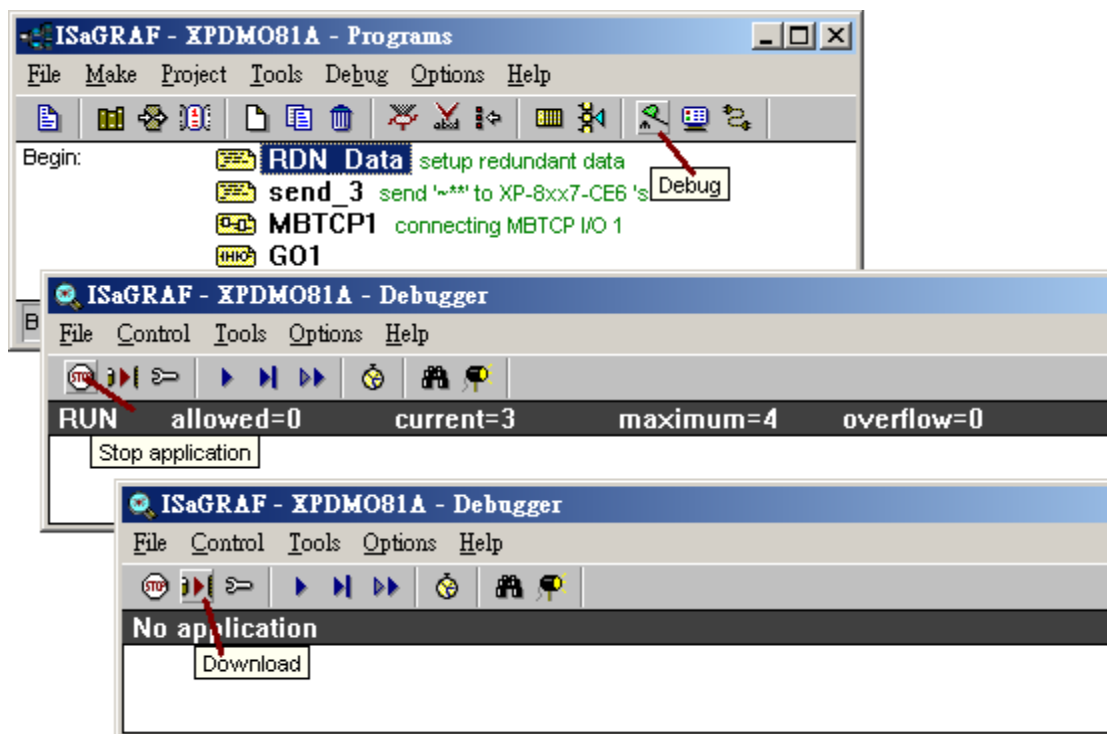 ISaGRAF - XPDMO81A - Programs
File Make Project Tools Debug Options Help
Begin:
RDN_Data setup redundant data
send_3 send '~**' to XP-8xx7-CE6 's
Debug
MBTCP1 connecting MBTCP I/O 1
GO1
B
ISaGRAF - XPDMO81A - Debugger
File Control Tools Options Help
STOP
RUN allowed=0 current=3 maximum=4 overflow=0
Stop application
ISaGRAF - XPDMO81A - Debugger
File Control Tools Options Help
STOP
No application
Download